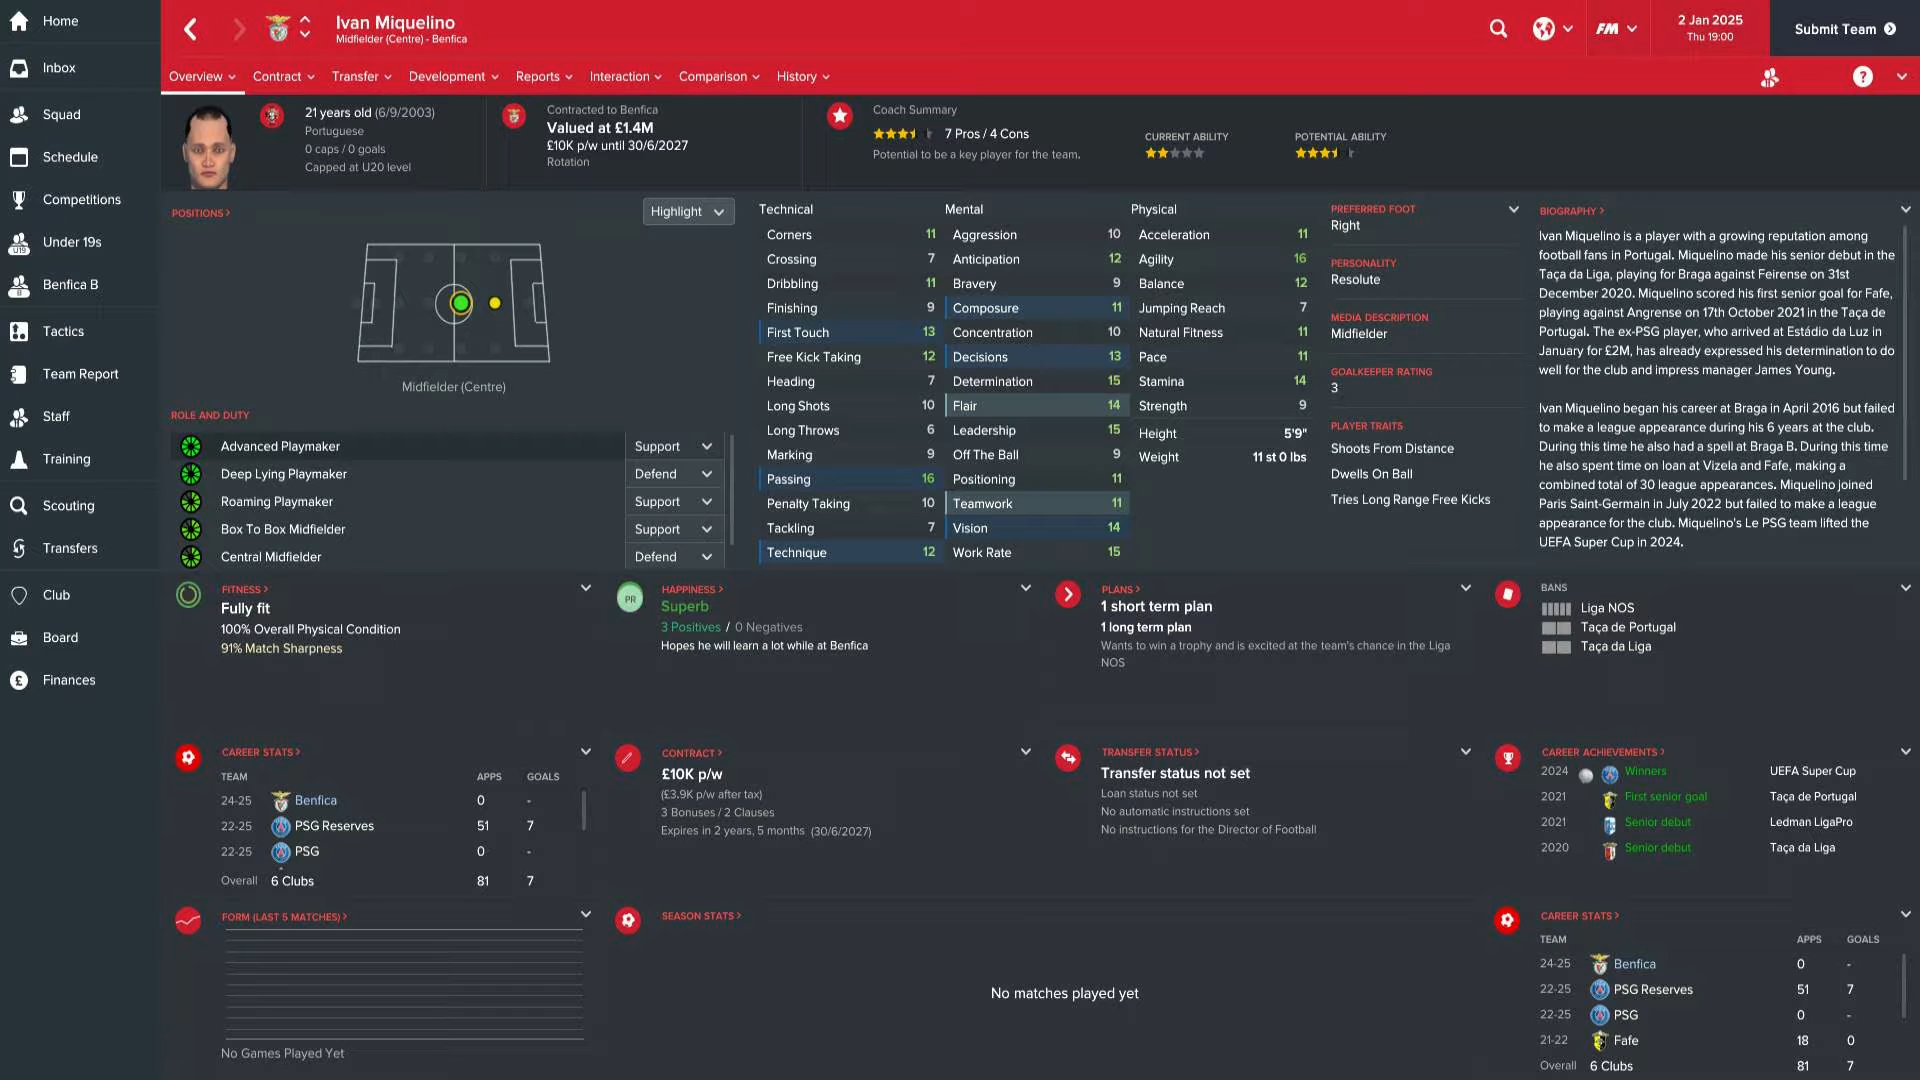 Home
Inbox
Squad
Schedule
Competitions
Under 19s
Benfica B
Tactics
Team Report
Staff
Training
Scouting
Transfers
Club
Board
Finances
Ivan Miquelino
Midfielder (Centre) - Benfica
FM
2 Jan 2025
Thu 19:00
Submit Team
Overview Contract Transfer Development Reports Interaction Comparison History
?
21 years old (6/9/2003)
Portuguese
0 caps / 0 goals
Capped at U20 level
Contracted to Benfica
Valued at £1.4M
£10K p/w until 30/6/2027
Rotation
Coach Summary
7 Pros / 4 Cons
Potential to be a key player for the team.
CURRENT ABILITY
POTENTIAL ABILITY
POSITIONS >
Highlight
Midfielder (Centre)
ROLE AND DUTY
Advanced Playmaker Support
Deep Lying Playmaker Defend
Roaming Playmaker Support
Box To Box Midfielder Support
Central Midfielder Defend
Technical
Corners 11
Crossing 7
Dribbling 11
Finishing 9
First Touch 13
Free Kick Taking 12
Heading 7
Long Shots 10
Long Throws 6
Marking 9
Passing 16
Penalty Taking 10
Tackling 7
Technique 12
Mental
Aggression 10
Anticipation 12
Bravery 9
Composure 11
Concentration 10
Decisions 13
Determination 15
Flair 14
Leadership 15
Off The Ball 9
Positioning 11
Teamwork 11
Vision 14
Work Rate 15
Physical
Acceleration 11
Agility 16
Balance 12
Jumping Reach 7
Natural Fitness 11
Pace 11
Stamina 14
Strength 9
Height 5'9"
Weight 11 st 0 lbs
PREFERRED FOOT
Right
PERSONALITY
Resolute
MEDIA DESCRIPTION
Midfielder
GOALKEEPER RATING
3
PLAYER TRAITS
Shoots From Distance
Dwells On Ball
Tries Long Range Free Kicks
BIOGRAPHY >
Ivan Miquelino is a player with a growing reputation among
football fans in Portugal. Miquelino made his senior debut in the
Taça da Liga, playing for Braga against Feirense on 31st
December 2020. Miquelino scored his first senior goal for Fafe,
playing against Angrense on 17th October 2021 in the Taça de
Portugal. The ex-PSG player, who arrived at Estádio da Luz in
January for £2M, has already expressed his determination to do
well for the club and impress manager James Young.
Ivan Miquelino began his career at Braga in April 2016 but failed
to make a league appearance during his 6 years at the club.
During this time he also had a spell at Braga B. During this time
he also spent time on loan at Vizela and Fafe, making a
combined total of 30 league appearances. Miquelino joined
Paris Saint-Germain in July 2022 but failed to make a league
appearance for the club. Miquelino's Le PSG team lifted the
UEFA Super Cup in 2024.
FITNESS >
Fully fit
100% Overall Physical Condition
91% Match Sharpness
PR
HAPPINESS >
Superb
3 Positives / 0 Negatives
Hopes he will learn a lot while at Benfica
PLANS >
1 short term plan
1 long term plan
Wants to win a trophy and is excited at the team's chance in the Liga
NOS
BANS
Liga NOS
Taça de Portugal
Taça da Liga
CAREER STATS >
TEAM APPS GOALS
24-25 Benfica 0 -
22-25 PSG Reserves 51 7
22-25 PSG 0 -
Overall 6 Clubs 81 7
CONTRACT >
£10K p/w
(£3.9K p/w after tax)
3 Bonuses / 2 Clauses
Expires in 2 years, 5 months (30/6/2027)
TRANSFER STATUS >
Transfer status not set
Loan status not set
No automatic instructions set
No instructions for the Director of Football
CAREER ACHIEVEMENTS >
2024 Winners UEFA Super Cup
2021 First senior goal Taça de Portugal
2021 Senior debut Ledman LigaPro
2020 Senior debut Taça da Liga
FORM (LAST 5 MATCHES) >
No Games Played Yet
SEASON STATS >
No matches played yet
CAREER STATS >
TEAM APPS GOALS
24-25 Benfica 0 -
22-25 PSG Reserves 51 7
22-25 PSG 0 -
21-22 Fafe 18 0
Overall 6 Clubs 81 7